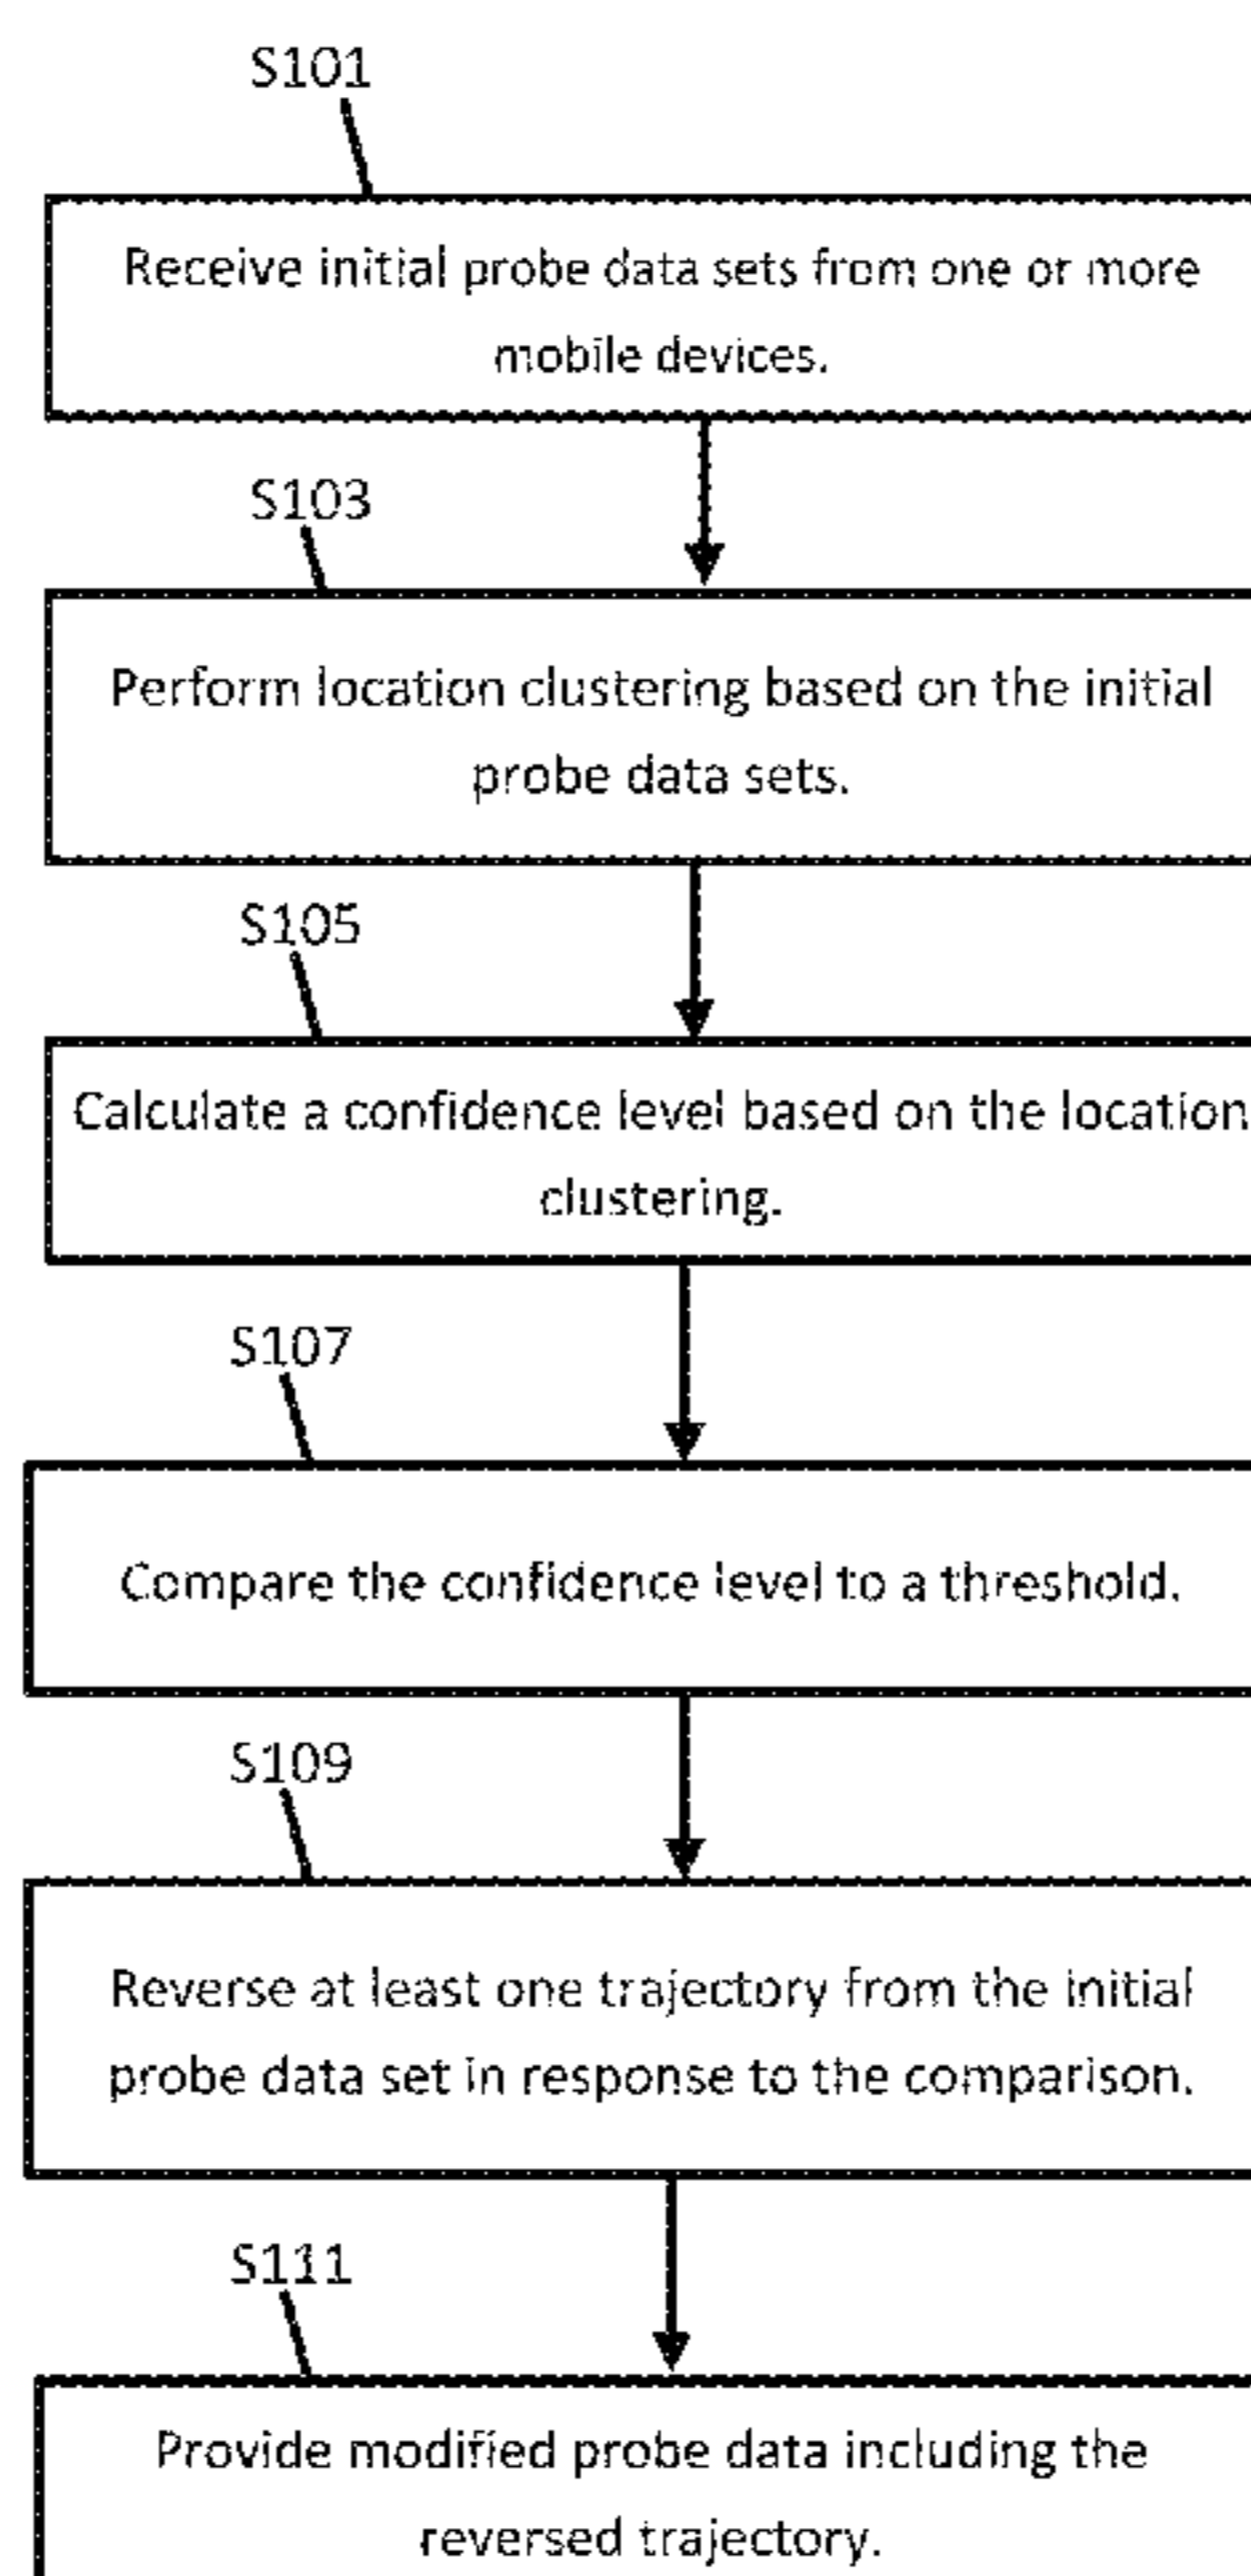 S101
Receive initial probe data sets from one or more
mobile devices.
S103
Perform location clustering based on the initial
probe data sets.
S105
Calculate a confidence level based on the location
clustering.
S107
Compare the confidence level to a threshold.
S109
Reverse at least one trajectory from the initial
probe data set in response to the comparison.
S111
Provide modified probe data including the
reversed trajectory.